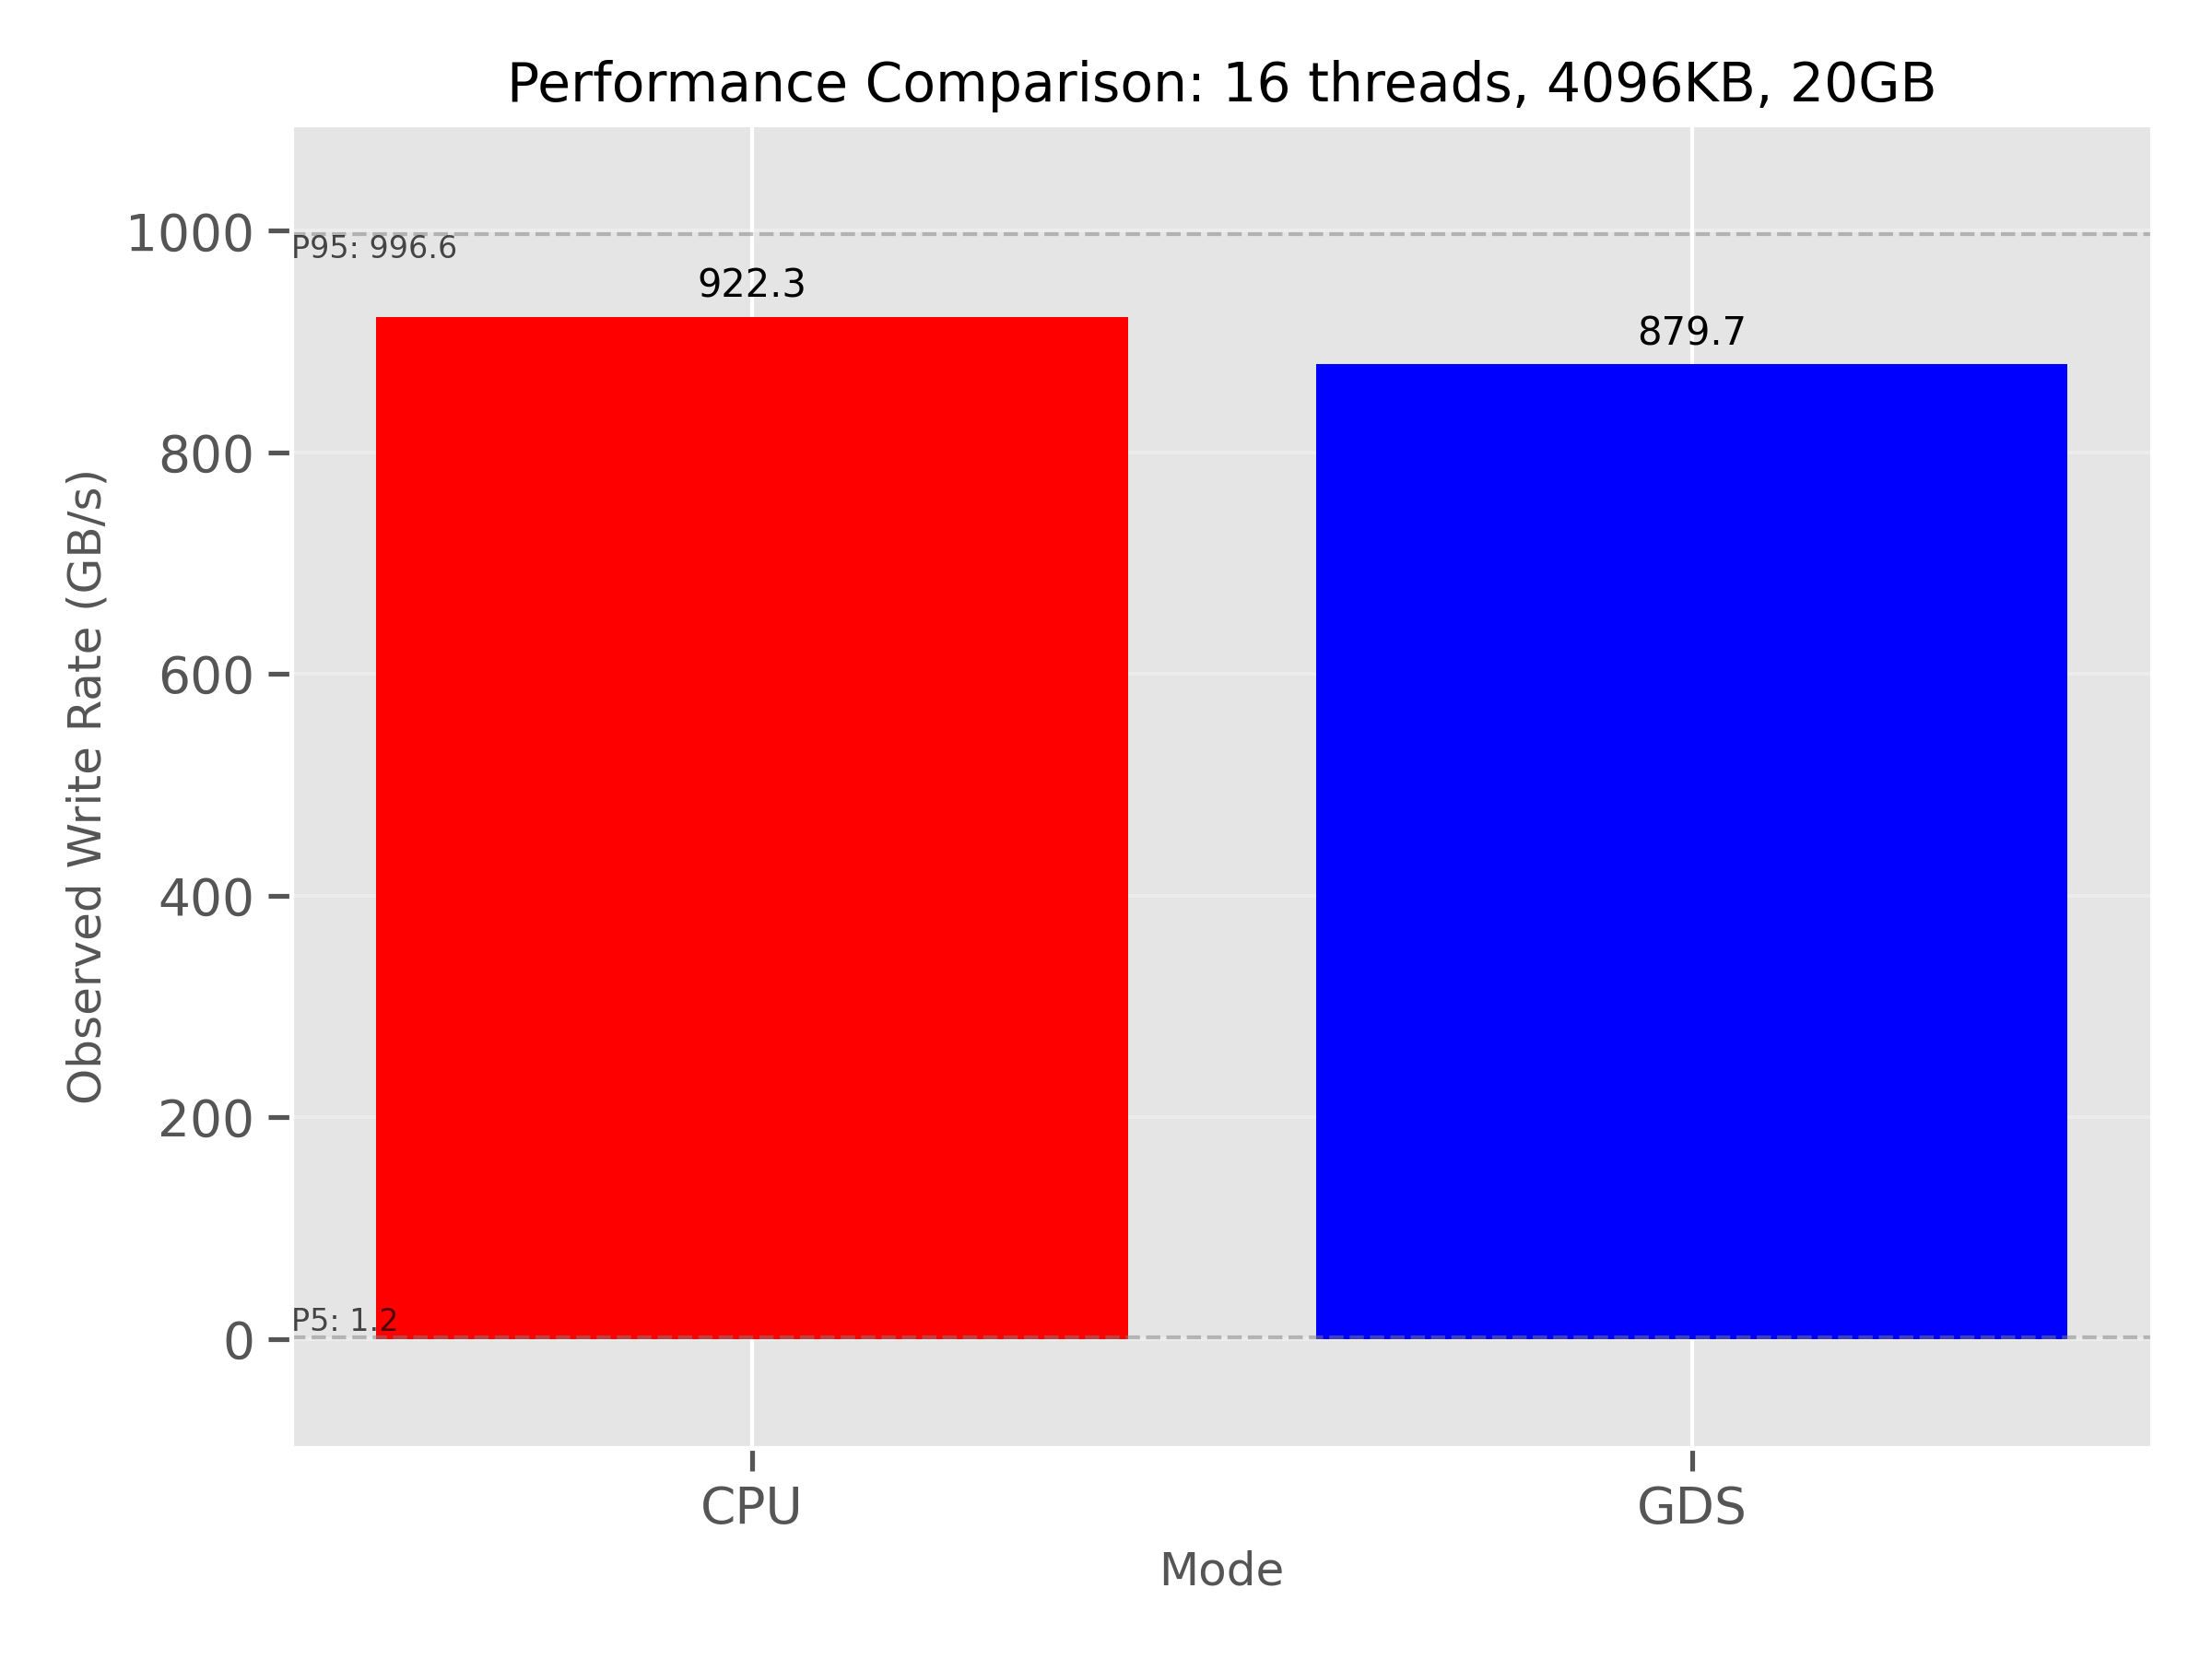 Performance Comparison: 16 threads, 4096KB, 20GB
Observed Write Rate (GB/s)
1000
800
600
400
200
0
P95: 996.6
922.3
879.7
P5: 1.2
CPU
GDS
Mode